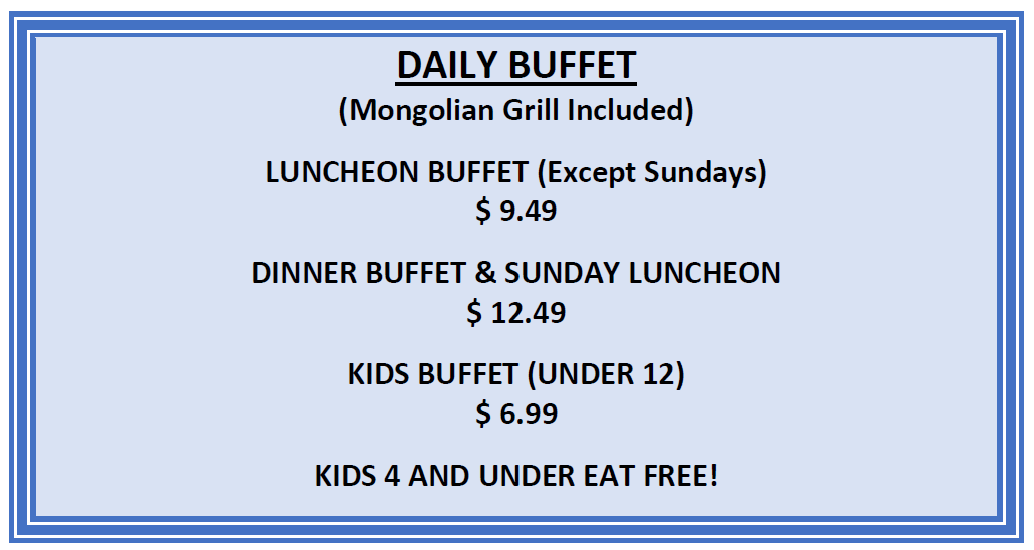 DAILY BUFFET
(Mongolian Grill Included)
LUNCHEON BUFFET (Except Sundays)
$ 9.49
DINNER BUFFET & SUNDAY LUNCHEON
$ 12.49
KIDS BUFFET (UNDER 12)
$ 6.99
KIDS 4 AND UNDER EAT FREE!